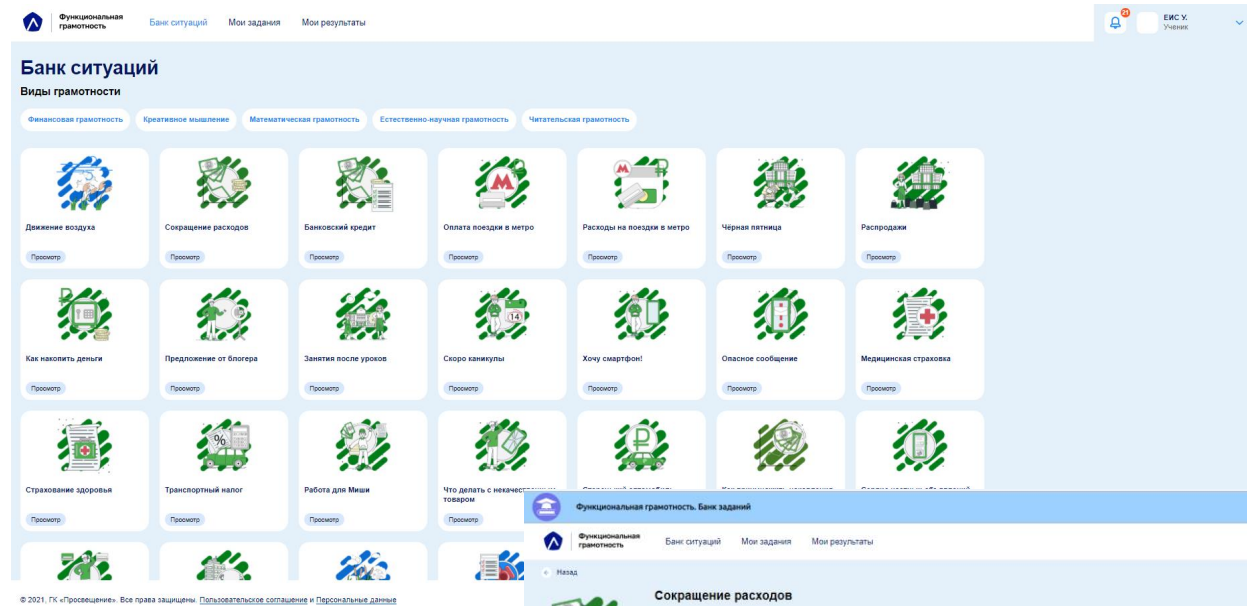 Функциональная
грамотность
Банк ситуаций
Мои задания
Мои результаты
21
ЕИС У.
Ученик
Банк ситуаций
Виды грамотности
Финансовая грамотность
Креативное мышление
Математическая грамотность
Естественно-научная грамотность
Читательская грамотность
Движение воздуха
Сокращение расходов
Банковский кредит
Оплата поездки в метро
Расходы на поездки в метро
Чёрная пятница
Распродажи
Просмотр
Просмотр
Просмотр
Просмотр
Просмотр
Просмотр
Просмотр
Как накопить деньги
Предложение от блогера
Занятия после уроков
Скоро каникулы
Хочу смартфон!
Опасное сообщение
Медицинская страховка
Просмотр
Просмотр
Просмотр
Просмотр
Просмотр
Просмотр
Просмотр
Страхование здоровья
Транспортный налог
Работа для Миши
Что делать с
товаром
Просмотр
Просмотр
Просмотр
Просмотр
© 2021, ГК «Просвещение». Все права защищены. Пользовательское соглашение и Персональные данные
Функциональная грамотность. Банк заданий
Функциональная
грамотность
Банк ситуаций
Мои задания
Мои результаты
Назад
Сокращение расходов